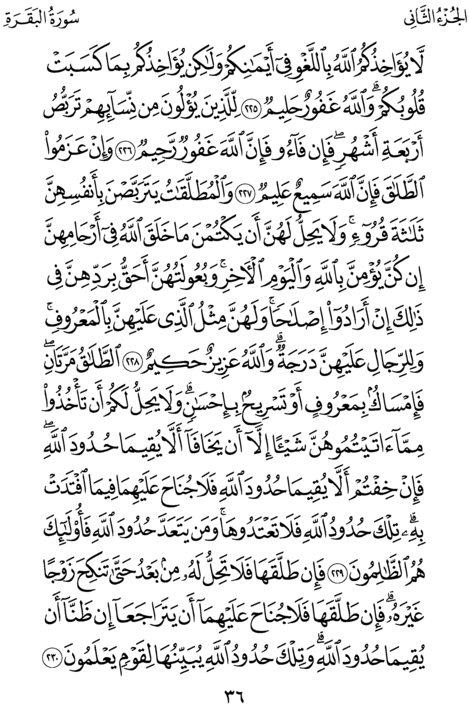 الجُزْءُ الثَّانِى
سُورَةُ البَقَرَةِ
لَّا يُؤَاخِذُكُمُ ٱللَّهُ بِٱللَّغْوِ فِىٓ أَيْمَـٰنِكُمْ وَلَـٰكِن يُؤَاخِذُكُم بِمَا كَسَبَتْ
قُلُوبُكُمْ ۗ وَٱللَّهُ غَفُورٌ حَلِيمٌ ٢٢٥ لِّلَّذِينَ يُؤْلُونَ مِن نِّسَآئِهِمْ تَرَبُّصُ
أَرْبَعَةِ أَشْهُرٍ ۖ فَإِن فَآءُو فَإِنَّ ٱللَّهَ غَفُورٌ رَّحِيمٌ ٢٢٦ وَإِنْ عَزَمُوا۟
ٱلطَّلَـٰقَ فَإِنَّ ٱللَّهَ سَمِيعٌ عَلِيمٌ ٢٢٧ وَٱلْمُطَلَّقَـٰتُ يَتَرَبَّصْنَ بِأَنفُسِهِنَّ
ثَلَـٰثَةَ قُرُوٓءٍ ۚ وَلَا يَحِلُّ لَهُنَّ أَن يَكْتُمْنَ مَا خَلَقَ ٱللَّهُ فِىٓ أَرْحَامِهِنَّ
إِن كُنَّ يُؤْمِنَّ بِٱللَّهِ وَٱلْيَوْمِ ٱلْـَٔاخِرِ ۚ وَبُعُولَتُهُنَّ أَحَقُّ بِرَدِّهِنَّ فِى
ذَٰلِكَ إِنْ أَرَادُوٓا۟ إِصْلَـٰحًا ۚ وَلَهُنَّ مِثْلُ ٱلَّذِى عَلَيْهِنَّ بِٱلْمَعْرُوفِ ۚ
وَلِلرِّجَالِ عَلَيْهِنَّ دَرَجَةٌ ۗ وَٱللَّهُ عَزِيزٌ حَكِيمٌ ٢٢٨ ٱلطَّلَـٰقُ مَرَّتَانِ ۖ
فَإِمْسَاكٌۢ بِمَعْرُوفٍ أَوْ تَسْرِيحٌۢ بِإِحْسَـٰنٍ ۗ وَلَا يَحِلُّ لَكُمْ أَن تَأْخُذُوا۟
مِمَّآ ءَاتَيْتُمُوهُنَّ شَيْـًٔا إِلَّآ أَن يَخَافَآ أَلَّا يُقِيمَا حُدُودَ ٱللَّهِ ۖ
فَإِنْ خِفْتُمْ أَلَّا يُقِيمَا حُدُودَ ٱللَّهِ فَلَا جُنَاحَ عَلَيْهِمَا فِيمَا ٱفْتَدَتْ
بِهِۦ ۗ تِلْكَ حُدُودُ ٱللَّهِ فَلَا تَعْتَدُوهَا ۚ وَمَن يَتَعَدَّ حُدُودَ ٱللَّهِ فَأُو۟لَـٰٓئِكَ
هُمُ ٱلظَّـٰلِمُونَ ٢٢٩ فَإِن طَلَّقَهَا فَلَا تَحِلُّ لَهُۥ مِنۢ بَعْدُ حَتَّىٰ تَنكِحَ زَوْجًا
غَيْرَهُۥ ۗ فَإِن طَلَّقَهَا فَلَا جُنَاحَ عَلَيْهِمَآ أَن يَتَرَاجَعَآ إِن ظَنَّآ أَن
يُقِيمَا حُدُودَ ٱللَّهِ ۗ وَتِلْكَ حُدُودُ ٱللَّهِ يُبَيِّنُهَا لِقَوْمٍ يَعْلَمُونَ ٢٣٠
٣٦